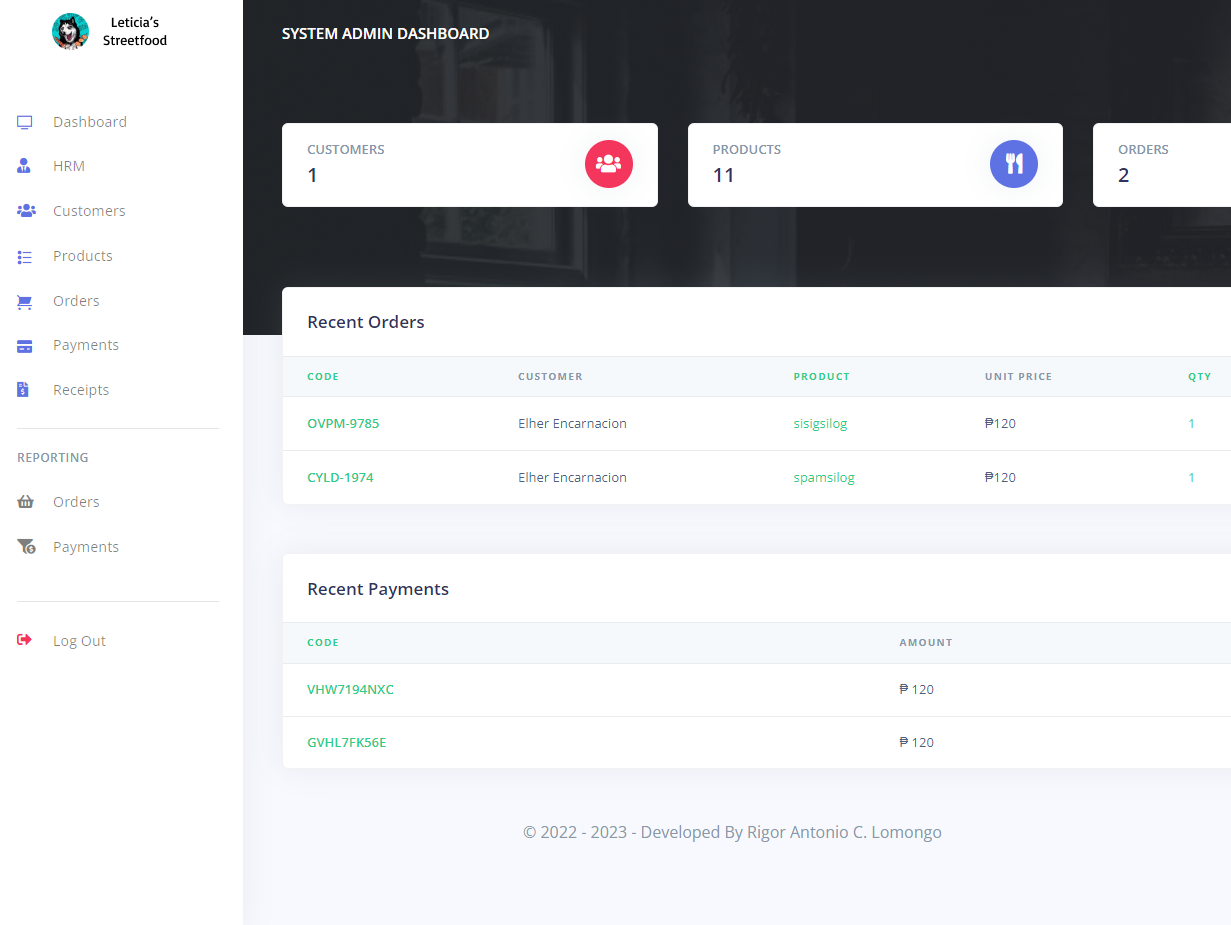 Leticia's
Streetfood
SYSTEM ADMIN DASHBOARD
Dashboard
HRM
Customers
Products
Orders
Payments
Receipts
REPORTING
Orders
Payments
Log Out
CUSTOMERS
1
PRODUCTS
11
ORDERS
2
Recent Orders
CODE CUSTOMER PRODUCT UNIT PRICE QTY
OVPM-9785 Elher Encarnacion sisigsilog ₱120 1
CYLD-1974 Elher Encarnacion spamsilog ₱120 1
Recent Payments
CODE AMOUNT
VHW7194NXC ₱ 120
GVHL7FK56E ₱ 120
© 2022 - 2023 - Developed By Rigor Antonio C. Lomongo